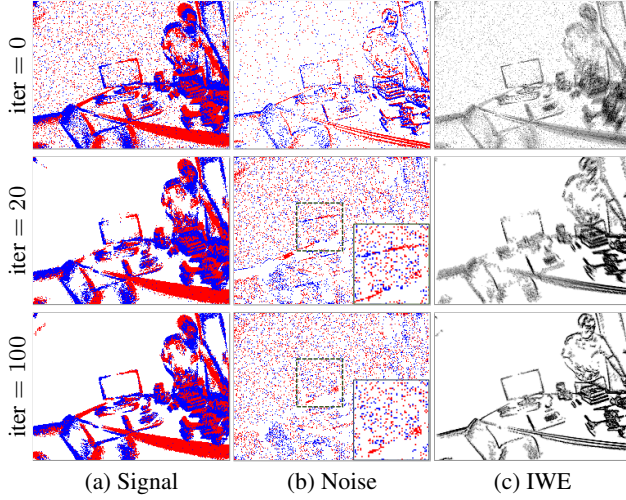 iter = 0
iter = 20
iter = 100
(a) Signal
(b) Noise
(c) IWE